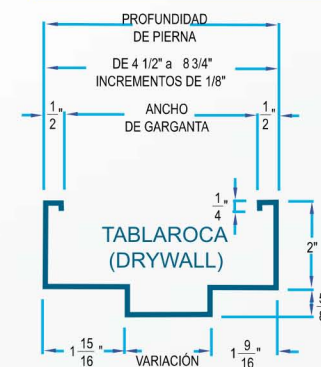 PROFUNDIDAD
DE PIERNA
DE 4 1/2" a 8 3/4"
INCREMENTOS DE 1/8"
1/2" ANCHO 1/2"
DE GARGANTA
1/4"
TABLAROCA
(DRYWALL)
2"
1 15/16" VARIACIÓN 1 9/16"